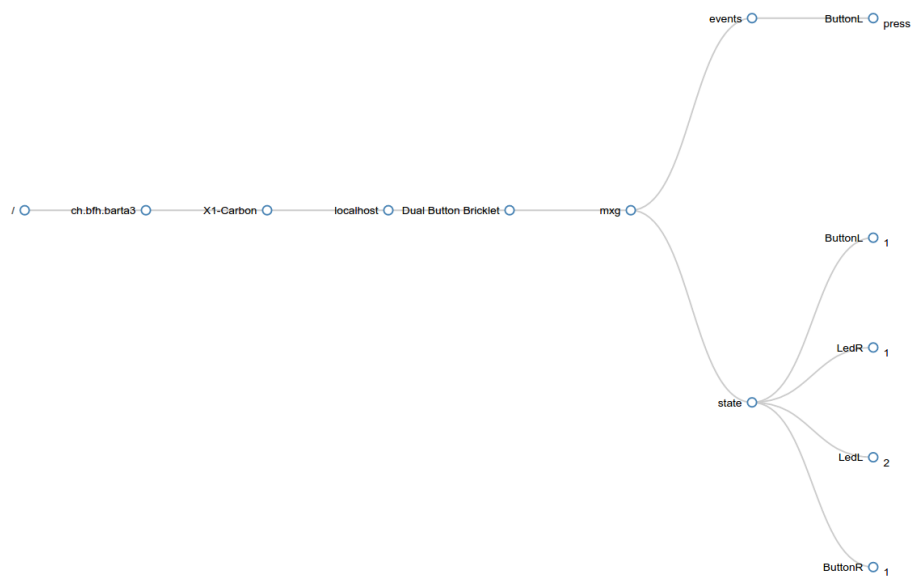 events
ButtonL
press
/
ch.bfh.barta3
X1-Carbon
localhost
Dual Button Bricklet
mxg
ButtonL
1
LedR
1
state
LedL
2
ButtonR
1